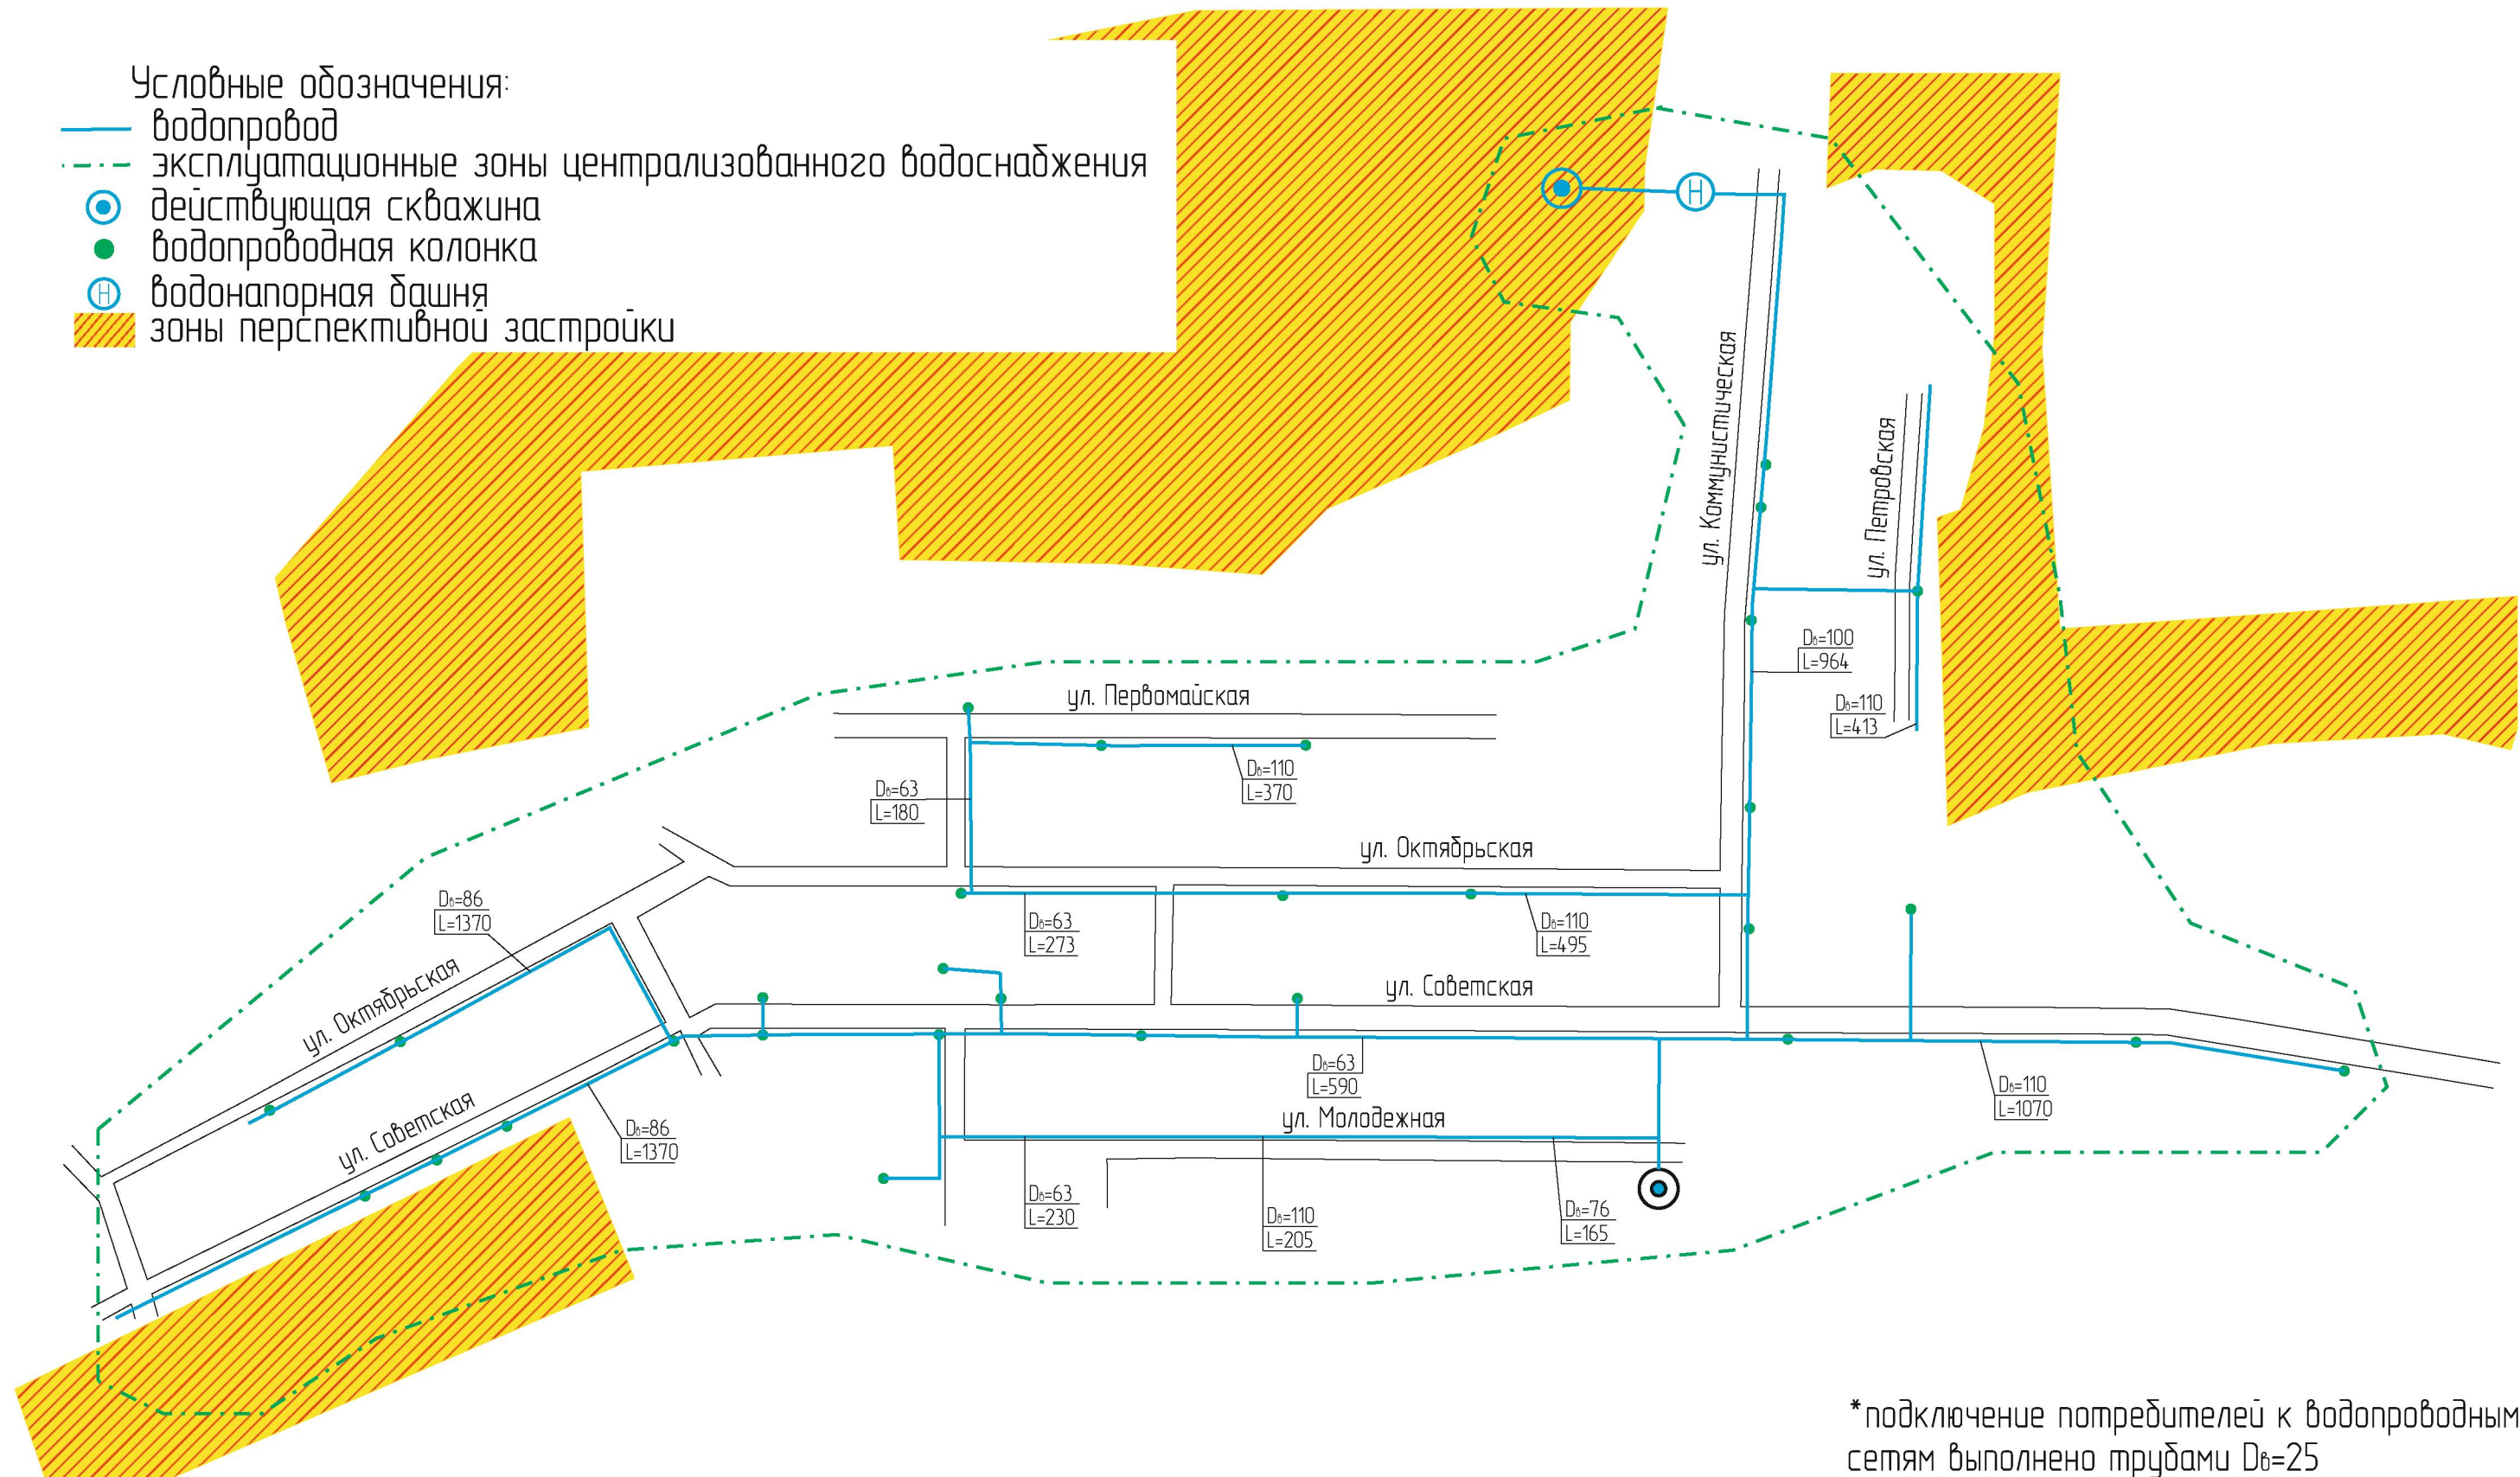 Условные обозначения:
водопровод
эксплуатационные зоны централизованного водоснабжения
действующая скважина
водопроводная колонка
Н
водонапорная башня
зоны перспективной застройки
Н
ул. Коммунистическая
ул. Петровская
Dв=100
L=964
Dв=110
L=413
ул. Первомайская
Dв=110
L=370
Dв=63
L=180
ул. Октябрьская
Dв=86
L=1370
Dв=63
L=273
Dв=110
L=495
ул. Октябрьская
ул. Советская
Dв=63
L=590
Dв=110
L=1070
ул. Советская
ул. Молодежная
Dв=86
L=1370
Dв=63
L=230
Dв=110
L=205
Dв=76
L=165
*подключение потребителей к водопроводным
сетям выполнено трубами Dв=25